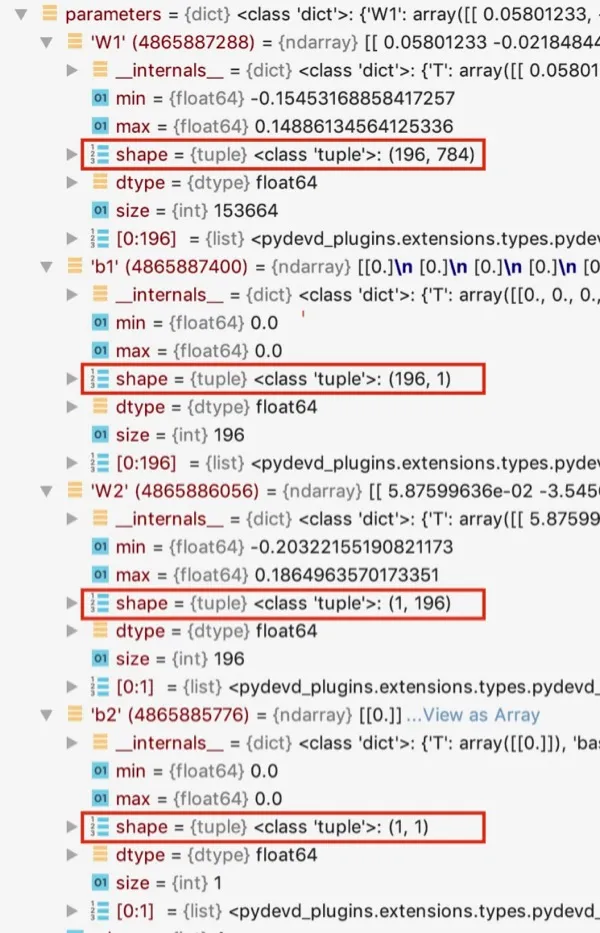 parameters = {dict} <class 'dict'>: {'W1': array([[ 0.05801233, -
'W1' (4865887288) = {ndarray} [[ 0.05801233 -0.02184844
__internals__ = {dict} <class 'dict'>: {'T': array([[ 0.05801
01 min = {float64} -0.15453168858417257
01 max = {float64} 0.14886134564125336
shape = {tuple} <class 'tuple'>: (196, 784)
dtype = {dtype} float64
01 size = {int} 153664
[0:196] = {list} <pydevd_plugins.extensions.types.pydev
'b1' (4865887400) = {ndarray} [[0.]\n [0.]\n [0.]\n [0.]\n [0
__internals__ = {dict} <class 'dict'>: {'T': array([[0., 0., 0.,
01 min = {float64} 0.0
01 max = {float64} 0.0
shape = {tuple} <class 'tuple'>: (196, 1)
dtype = {dtype} float64
01 size = {int} 196
[0:196] = {list} <pydevd_plugins.extensions.types.pydev
'W2' (4865886056) = {ndarray} [[ 5.87599636e-02 -3.5456
__internals__ = {dict} <class 'dict'>: {'T': array([[ 5.87599
01 min = {float64} -0.20322155190821173
01 max = {float64} 0.1864963570173351
shape = {tuple} <class 'tuple'>: (1, 196)
dtype = {dtype} float64
01 size = {int} 196
[0:1] = {list} <pydevd_plugins.extensions.types.pydevd_
'b2' (4865885776) = {ndarray} [[0.]] ...View as Array
__internals__ = {dict} <class 'dict'>: {'T': array([[0.]]), 'ba
01 min = {float64} 0.0
01 max = {float64} 0.0
shape = {tuple} <class 'tuple'>: (1, 1)
dtype = {dtype} float64
01 size = {int} 1
[0:1] = {list} <pydevd_plugins.extensions.types.pydevd_